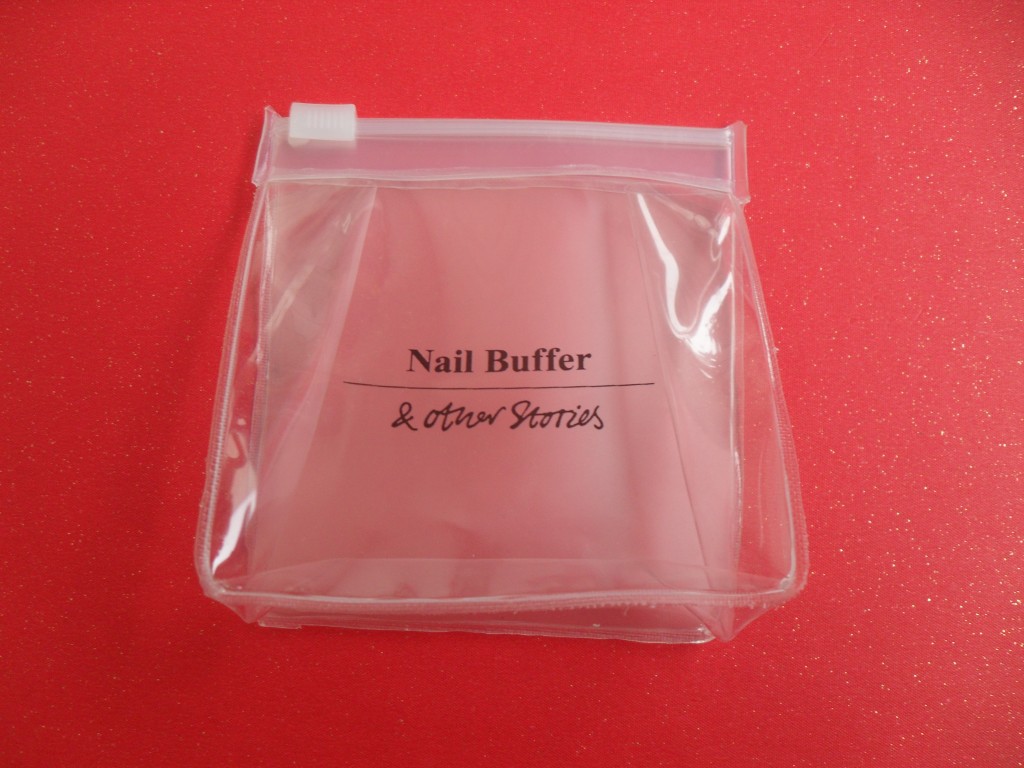 Nail Buffer
& other Stories